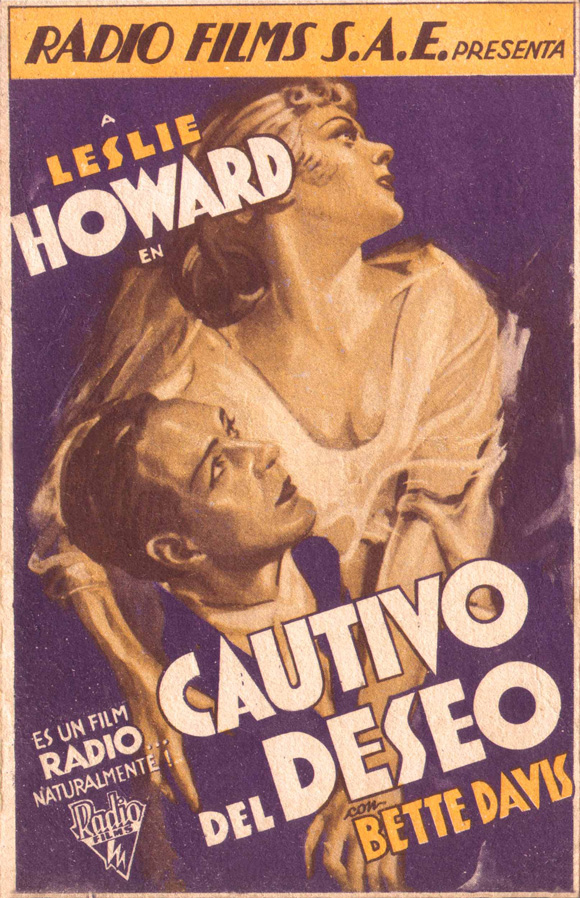 RADIO FILMS S.A.E. PRESENTA
A
LESLIE
HOWARD
EN
CAUTIVO
DEL DESEO
con
BETTE DAVIS
ES UN FILM
RADIO...
NATURALMENTE!
Radio
FILMS